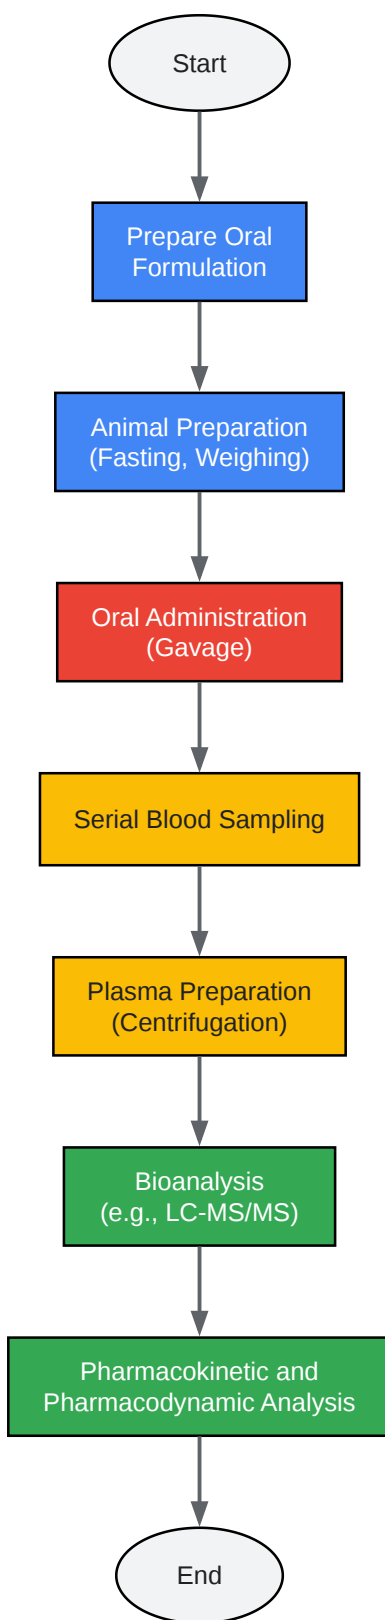 Start
Prepare Oral
Formulation
Animal Preparation
(Fasting, Weighing)
Oral Administration
(Gavage)
Serial Blood Sampling
Plasma Preparation
(Centrifugation)
Bioanalysis
(e.g., LC-MS/MS)
Pharmacokinetic and
Pharmacodynamic Analysis
End